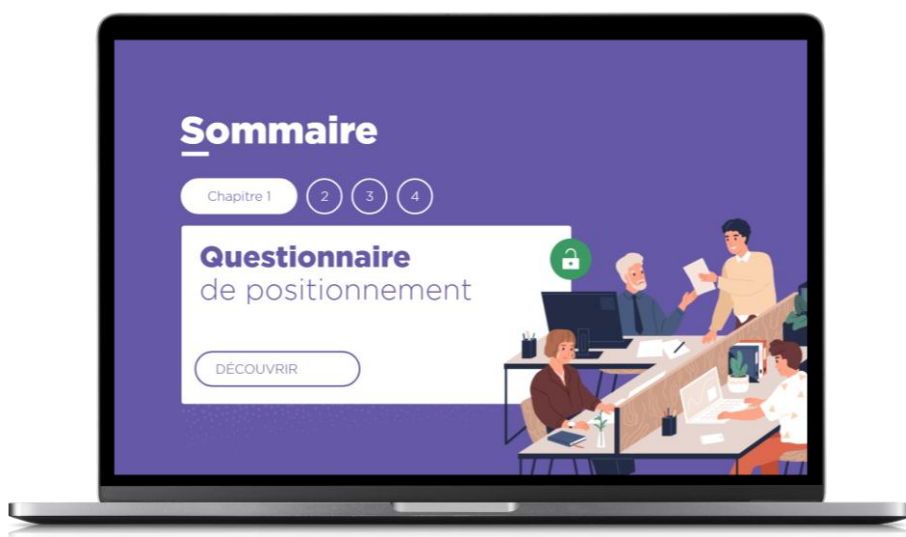 Sommaire
Chapitre 1 2 3 4
Questionnaire
de positionnement
DÉCOUVRIR